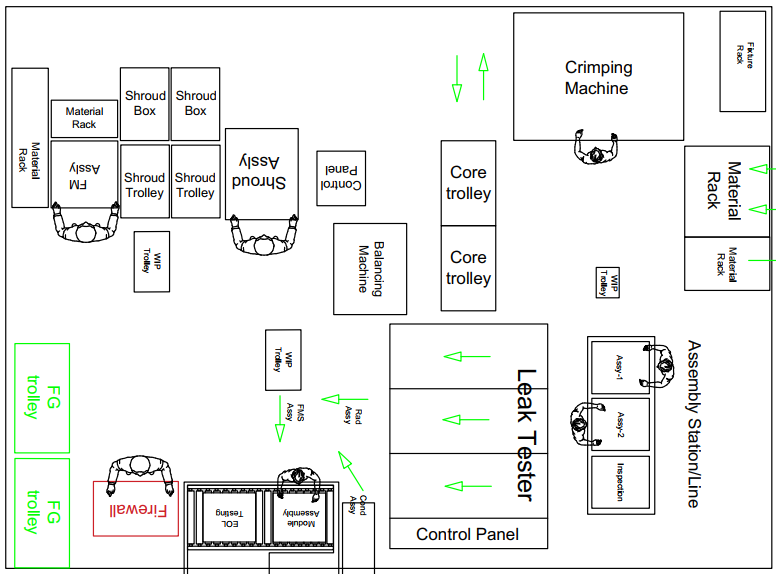 Crimping
Machine
Fixture
Rack
Material
Rack
Material
Rack
Shroud
Box
Shroud
Box
Material
Rack
FM
Assly
Shroud
Trolley
Shroud
Trolley
Shroud
Assly
Control
Panel
Core
trolley
Core
trolley
Material
Rack
WIP
Trolley
Balancing
Machine
WIP
Trolley
WIP
Trolley
FMS
Assy
Rad
Assy
Leak Tester
Control Panel
Assy-1
Assy-2
Inspection
Assembly Station/Line
FG
trolley
FG
trolley
Firewall
EOL
Testing
Module
Assembly
Cond
Assy